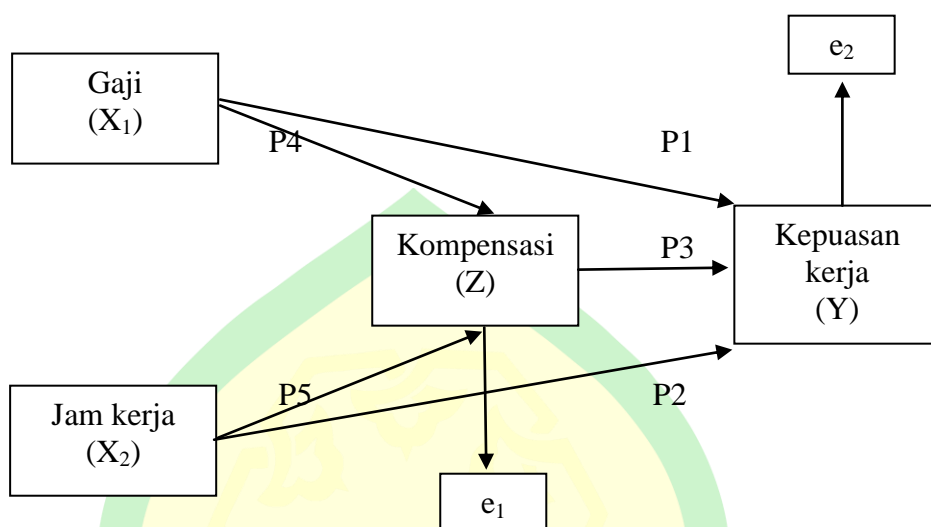 e₂
Gaji
(X₁)
P4
P1
Kompensasi
(Z)
P3
Kepuasan
kerja
(Y)
P5
P2
Jam kerja
(X₂)
e₁